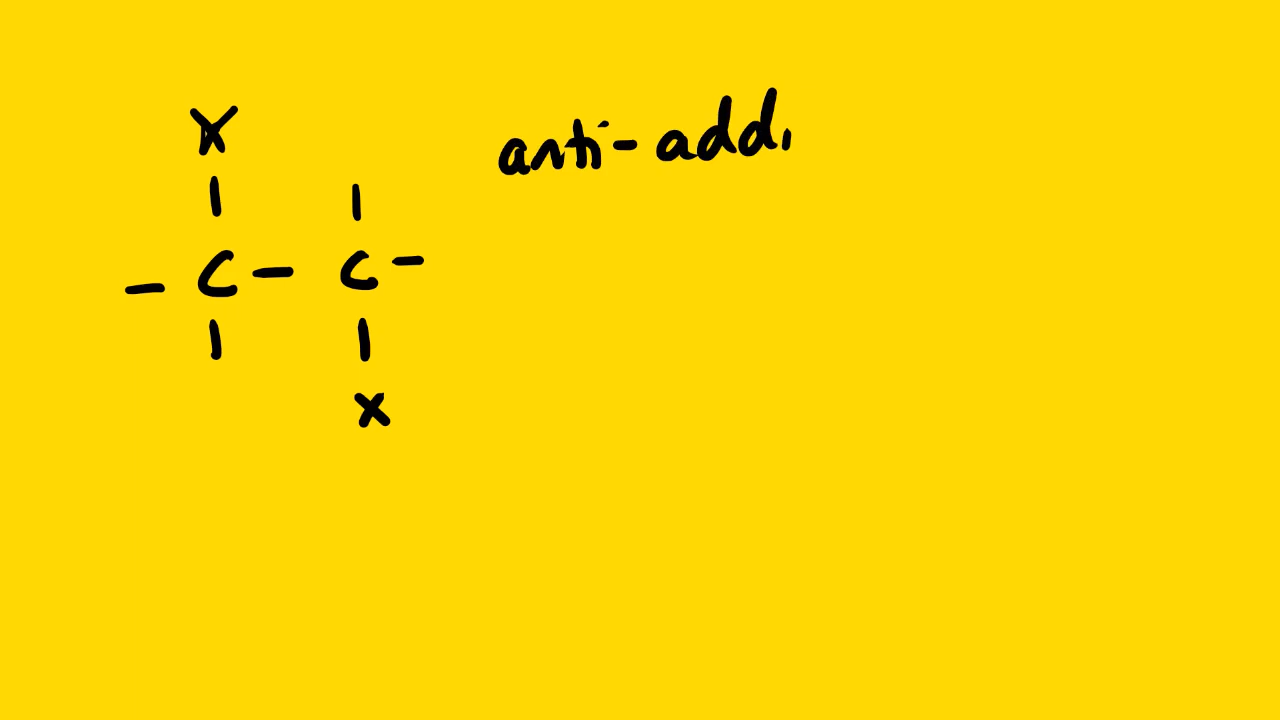 X
anti-addi
| |
- C - C -
| |
x